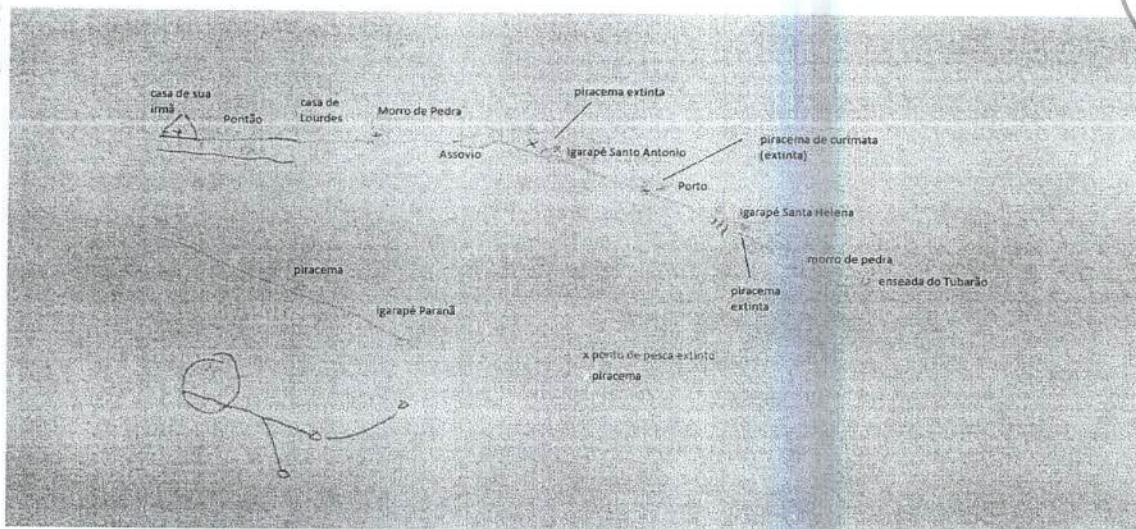 piracema extinta
casa de sua
irmã
Pontão
casa de
Lourdes
Morro de Pedra
Assovio
Igarapé Santo Antonio
piracema de curimata
(extinta)
Porto
Igarapé Santa Helena
morro de pedra
enseada do Tubarão
piracema
extinta
piracema
Igarapé Paranã
x ponto de pesca extinto
piracema